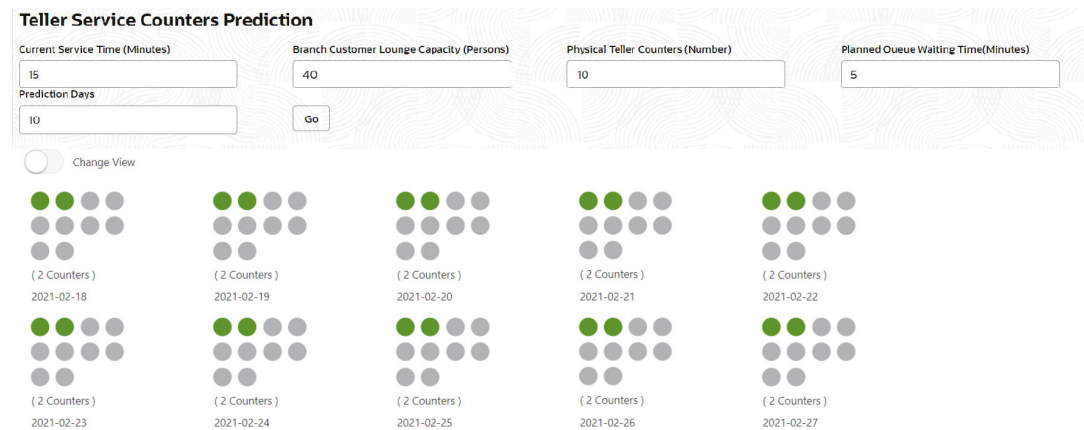 Teller Service Counters Prediction
Current Service Time (Minutes) Branch Customer Lounge Capacity (Persons) Physical Teller Counters (Number) Planned Queue Waiting Time(Minutes)
15 40 10 5
Prediction Days
10 Go
Change View
( 2 Counters ) ( 2 Counters ) ( 2 Counters ) ( 2 Counters ) ( 2 Counters )
2021-02-18 2021-02-19 2021-02-20 2021-02-21 2021-02-22
( 2 Counters ) ( 2 Counters ) ( 2 Counters ) ( 2 Counters ) ( 2 Counters )
2021-02-23 2021-02-24 2021-02-25 2021-02-26 2021-02-27